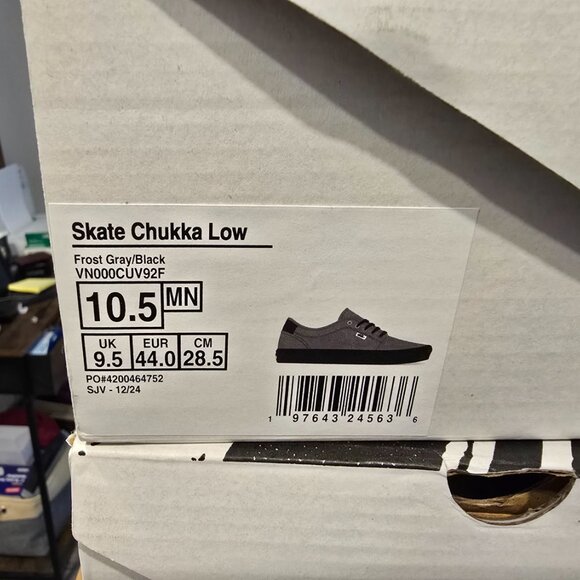 Skate Chukka Low
Frost Gray/Black
VN000CUV92F
10.5 MN
UK EUR CM
9.5 44.0 28.5
PO#4200464752
SJV - 12/24
1 97643 24563 6